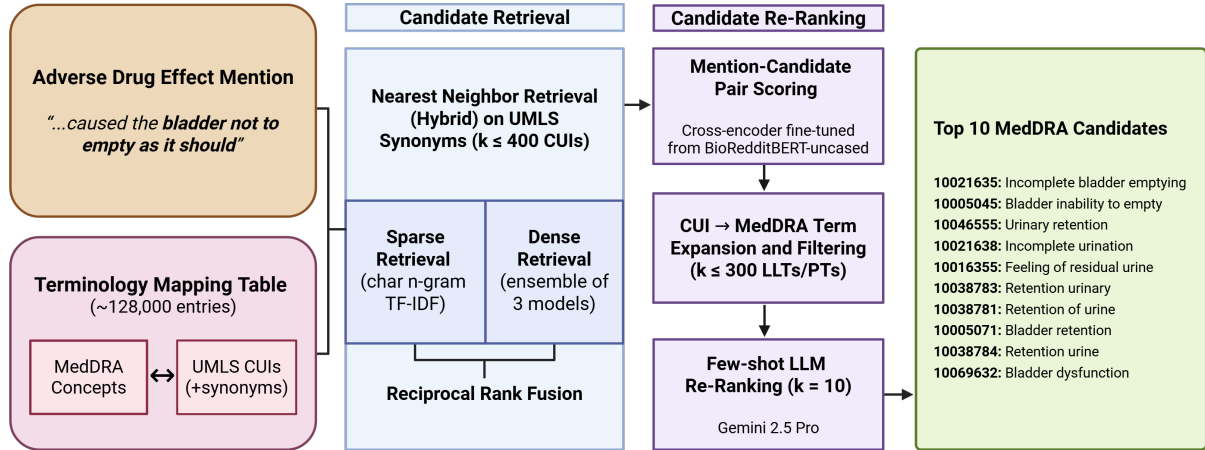 Adverse Drug Effect Mention
“...caused the bladder not to
empty as it should”
Terminology Mapping Table
(~128,000 entries)
MedDRA
Concepts
UMLS CUIs
(+synonyms)
Candidate Retrieval
Nearest Neighbor Retrieval
(Hybrid) on UMLS
Synonyms (k ≤ 400 CUIs)
Sparse
Retrieval
(char n-gram
TF-IDF)
Dense
Retrieval
(ensemble of
3 models)
Reciprocal Rank Fusion
Candidate Re-Ranking
Mention-Candidate
Pair Scoring
Cross-encoder fine-tuned
from BioRedditBERT-uncased
CUI → MedDRA Term
Expansion and Filtering
(k ≤ 300 LLTs/PTs)
Few-shot LLM
Re-Ranking (k = 10)
Gemini 2.5 Pro
Top 10 MedDRA Candidates
10021635: Incomplete bladder emptying
10005045: Bladder inability to empty
10046555: Urinary retention
10021638: Incomplete urination
10016355: Feeling of residual urine
10038783: Retention urinary
10038781: Retention of urine
10005071: Bladder retention
10038784: Retention urine
10069632: Bladder dysfunction